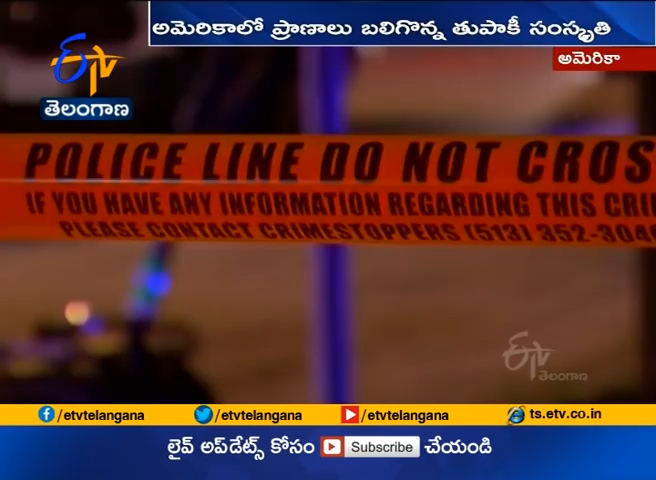 అమెరికాలో ప్రాణాలు బలిగొన్న తుపాకీ సంస్కృతి
అమెరికా
ETV
తెలంగాణ
POLICE LINE DO NOT CROS
IF YOU HAVE ANY INFORMATION REGARDING THIS CRI
PLEASE CONTACT CRIMESTOPPERS (513) 352-304
ETV
తెలంగాణ
/etvtelangana /etvtelangana /etvtelangana ts.etv.co.in
లైవ్ అప్‌డేట్స్ కోసం Subscribe చేయండి